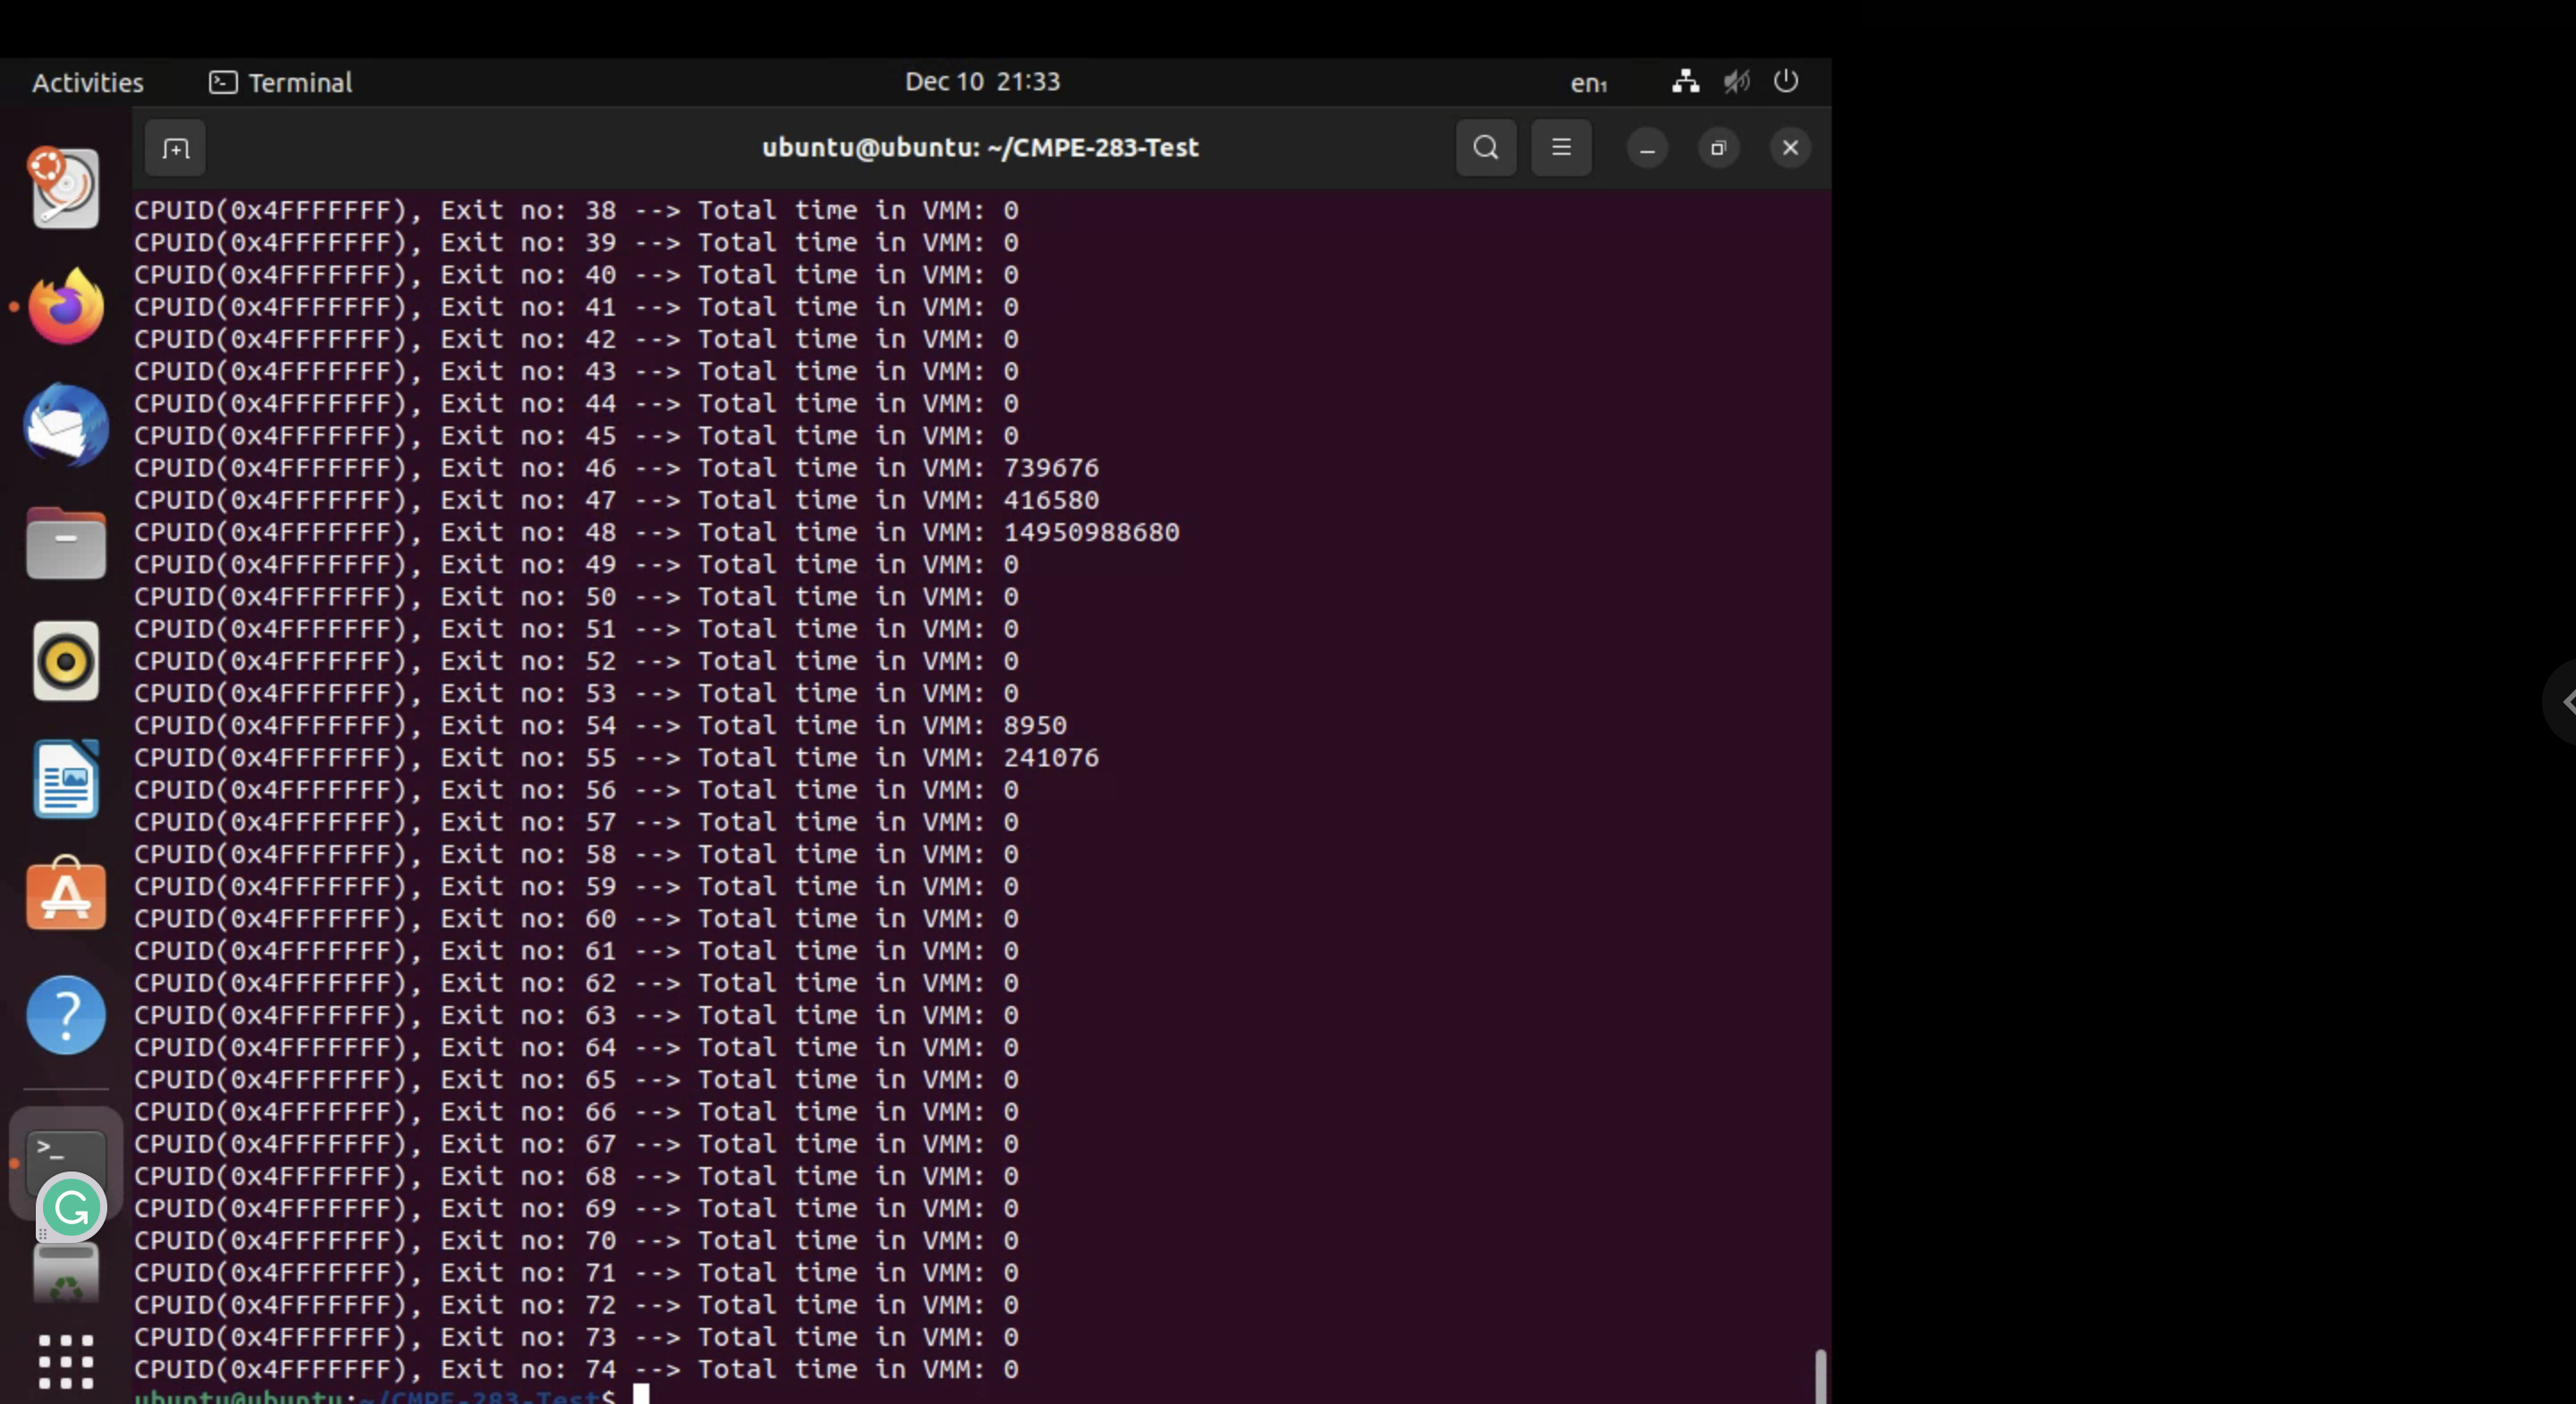 Activities Terminal Dec 10 21:33 en₁
ubuntu@ubuntu: ~/CMPE-283-Test
CPUID(0x4FFFFFFF), Exit no: 38 --> Total time in VMM: 0
CPUID(0x4FFFFFFF), Exit no: 39 --> Total time in VMM: 0
CPUID(0x4FFFFFFF), Exit no: 40 --> Total time in VMM: 0
CPUID(0x4FFFFFFF), Exit no: 41 --> Total time in VMM: 0
CPUID(0x4FFFFFFF), Exit no: 42 --> Total time in VMM: 0
CPUID(0x4FFFFFFF), Exit no: 43 --> Total time in VMM: 0
CPUID(0x4FFFFFFF), Exit no: 44 --> Total time in VMM: 0
CPUID(0x4FFFFFFF), Exit no: 45 --> Total time in VMM: 0
CPUID(0x4FFFFFFF), Exit no: 46 --> Total time in VMM: 739676
CPUID(0x4FFFFFFF), Exit no: 47 --> Total time in VMM: 416580
CPUID(0x4FFFFFFF), Exit no: 48 --> Total time in VMM: 14950988680
CPUID(0x4FFFFFFF), Exit no: 49 --> Total time in VMM: 0
CPUID(0x4FFFFFFF), Exit no: 50 --> Total time in VMM: 0
CPUID(0x4FFFFFFF), Exit no: 51 --> Total time in VMM: 0
CPUID(0x4FFFFFFF), Exit no: 52 --> Total time in VMM: 0
CPUID(0x4FFFFFFF), Exit no: 53 --> Total time in VMM: 0
CPUID(0x4FFFFFFF), Exit no: 54 --> Total time in VMM: 8950
CPUID(0x4FFFFFFF), Exit no: 55 --> Total time in VMM: 241076
CPUID(0x4FFFFFFF), Exit no: 56 --> Total time in VMM: 0
CPUID(0x4FFFFFFF), Exit no: 57 --> Total time in VMM: 0
CPUID(0x4FFFFFFF), Exit no: 58 --> Total time in VMM: 0
CPUID(0x4FFFFFFF), Exit no: 59 --> Total time in VMM: 0
CPUID(0x4FFFFFFF), Exit no: 60 --> Total time in VMM: 0
CPUID(0x4FFFFFFF), Exit no: 61 --> Total time in VMM: 0
CPUID(0x4FFFFFFF), Exit no: 62 --> Total time in VMM: 0
CPUID(0x4FFFFFFF), Exit no: 63 --> Total time in VMM: 0
CPUID(0x4FFFFFFF), Exit no: 64 --> Total time in VMM: 0
CPUID(0x4FFFFFFF), Exit no: 65 --> Total time in VMM: 0
CPUID(0x4FFFFFFF), Exit no: 66 --> Total time in VMM: 0
CPUID(0x4FFFFFFF), Exit no: 67 --> Total time in VMM: 0
CPUID(0x4FFFFFFF), Exit no: 68 --> Total time in VMM: 0
CPUID(0x4FFFFFFF), Exit no: 69 --> Total time in VMM: 0
CPUID(0x4FFFFFFF), Exit no: 70 --> Total time in VMM: 0
CPUID(0x4FFFFFFF), Exit no: 71 --> Total time in VMM: 0
CPUID(0x4FFFFFFF), Exit no: 72 --> Total time in VMM: 0
CPUID(0x4FFFFFFF), Exit no: 73 --> Total time in VMM: 0
CPUID(0x4FFFFFFF), Exit no: 74 --> Total time in VMM: 0
ubuntu@ubuntu:~/CMPE-283-Test$